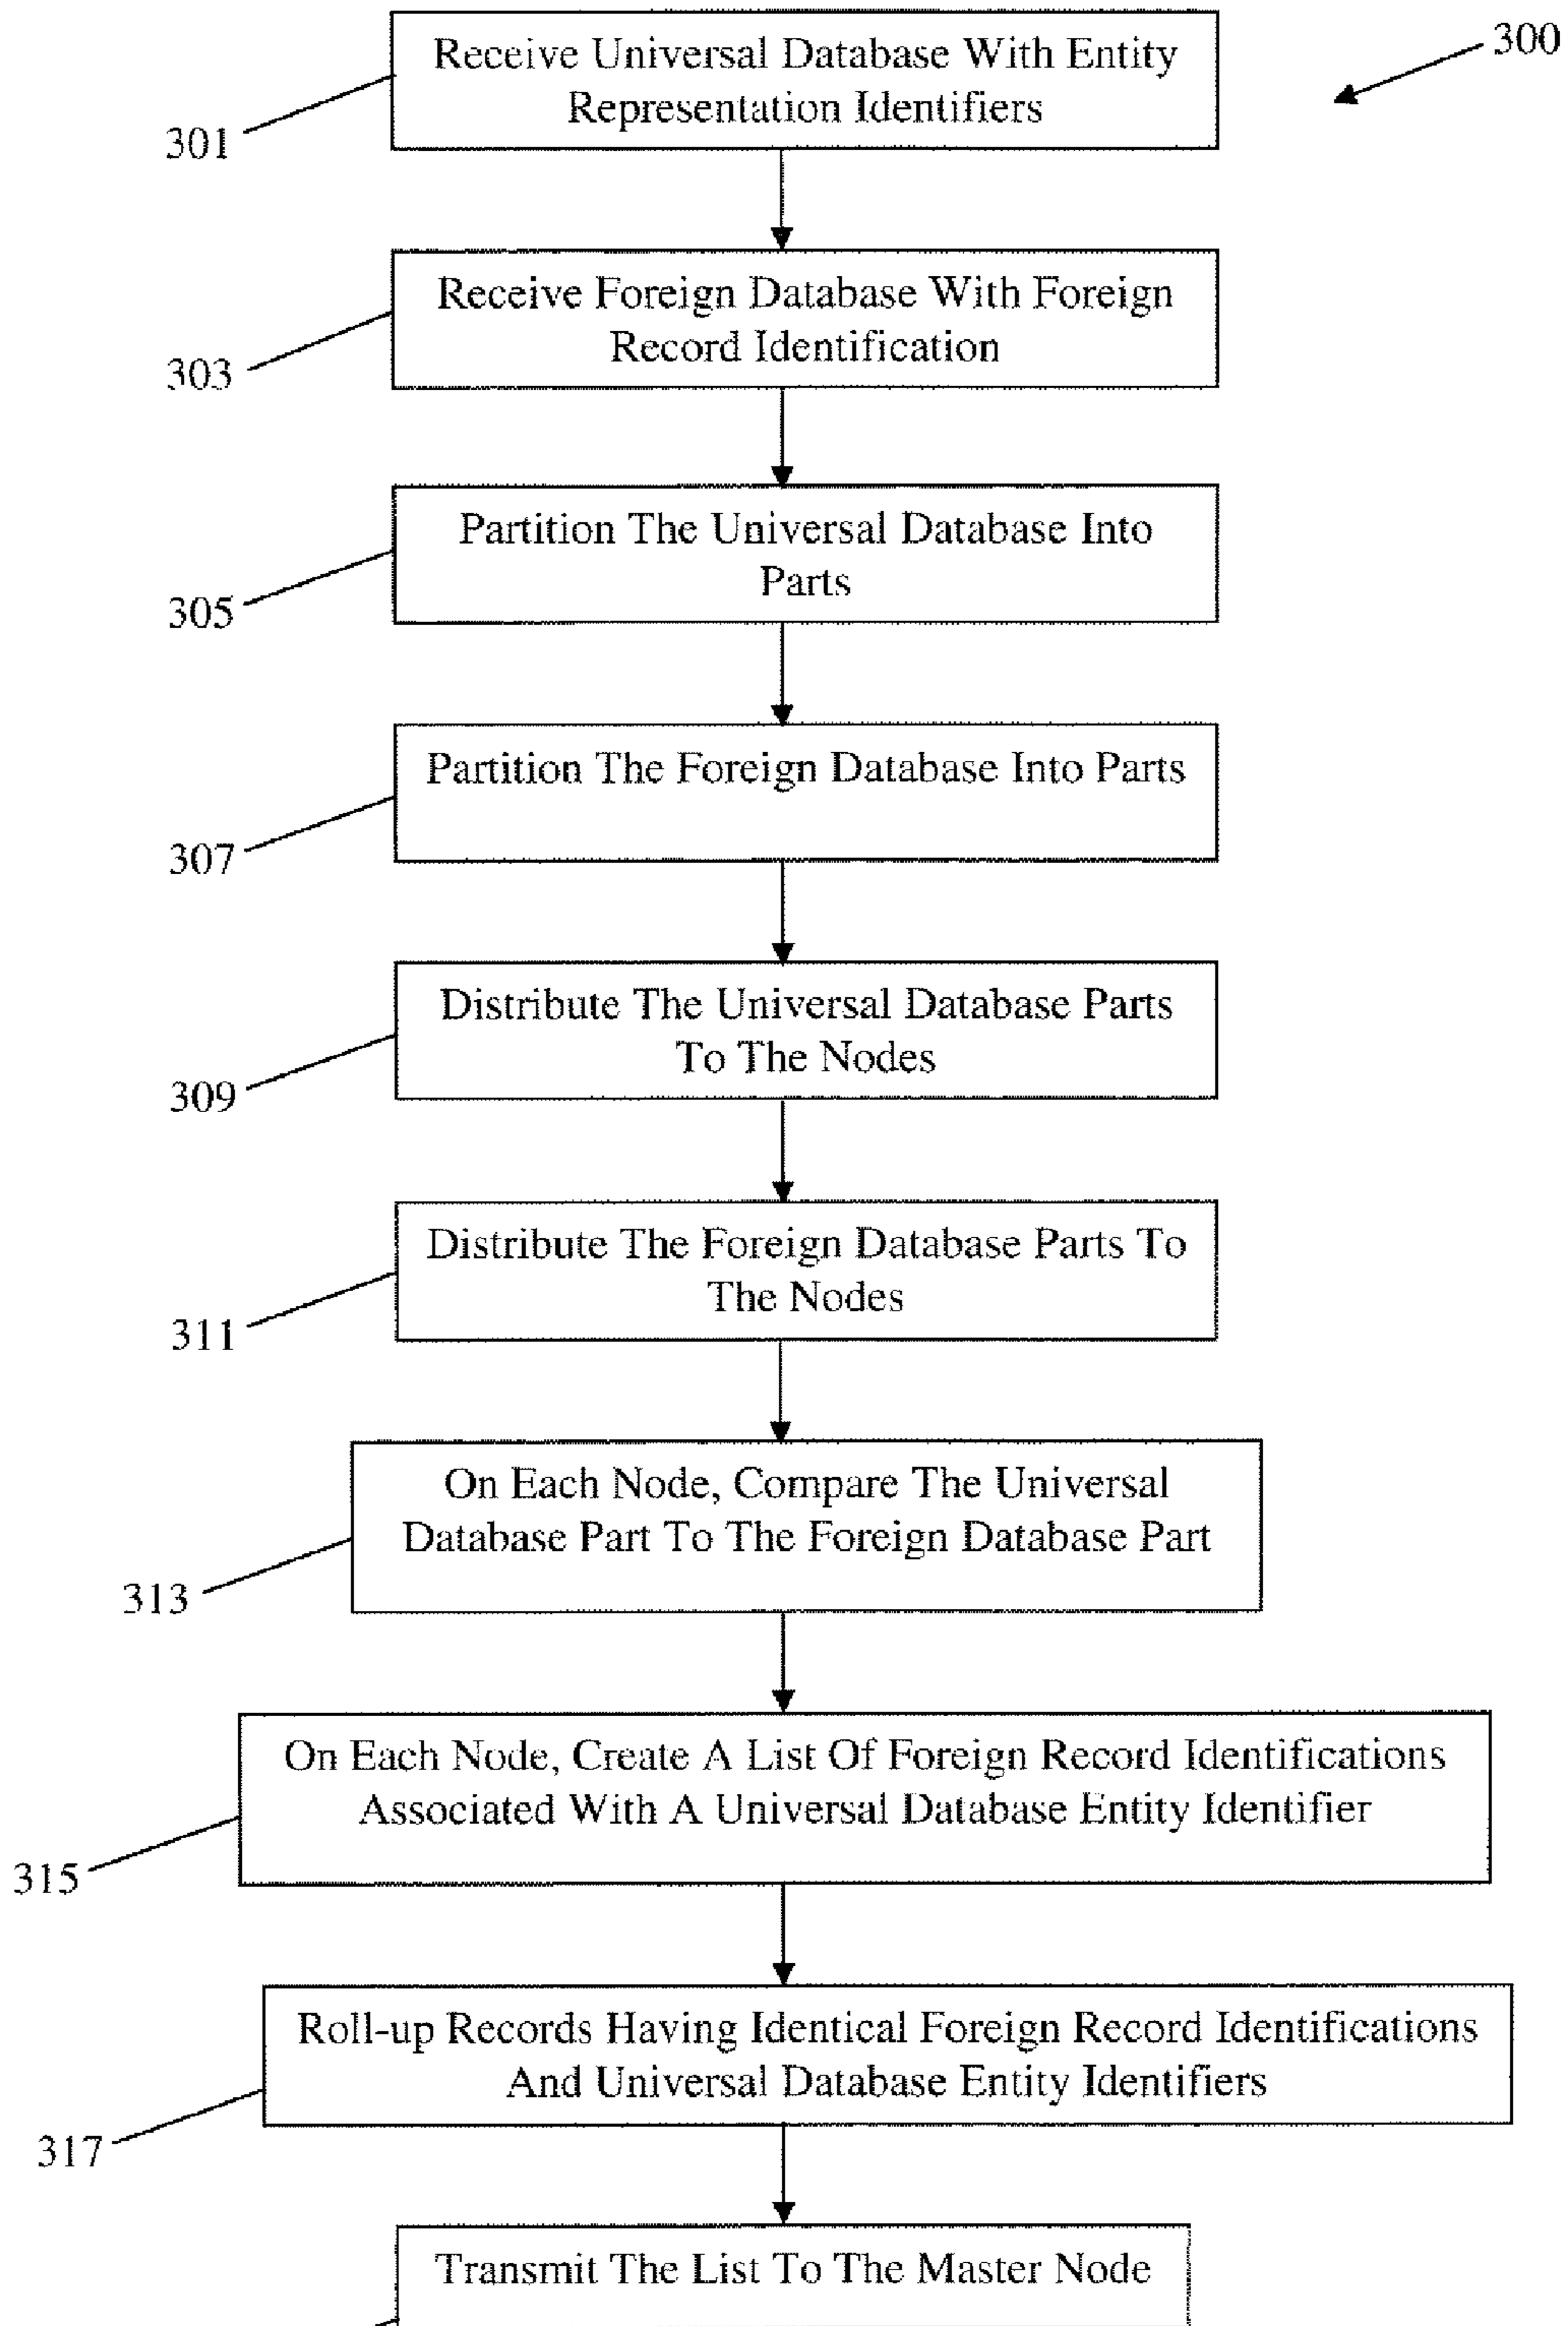 300
Receive Universal Database With Entity
Representation Identifiers
301
Receive Foreign Database With Foreign
Record Identification
303
Partition The Universal Database Into
Parts
305
Partition The Foreign Database Into Parts
307
Distribute The Universal Database Parts
To The Nodes
309
Distribute The Foreign Database Parts To
The Nodes
311
On Each Node, Compare The Universal
Database Part To The Foreign Database Part
313
On Each Node, Create A List Of Foreign Record Identifications
Associated With A Universal Database Entity Identifier
315
Roll-up Records Having Identical Foreign Record Identifications
And Universal Database Entity Identifiers
317
Transmit The List To The Master Node